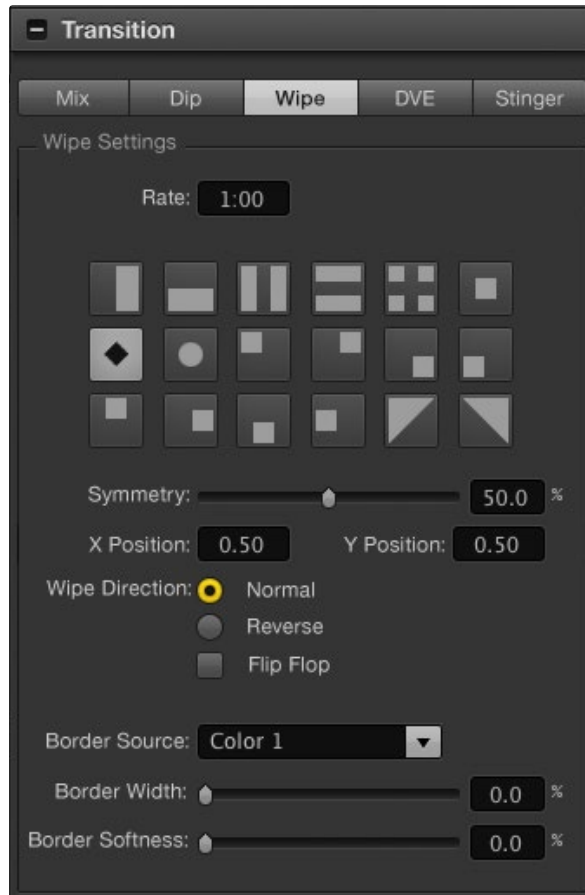 Transition
Mix Dip Wipe DVE Stinger
Wipe Settings
Rate: 1:00
Symmetry: 50.0 %
X Position: 0.50 Y Position: 0.50
Wipe Direction: Normal
Reverse
Flip Flop
Border Source: Color 1
Border Width: 0.0 %
Border Softness: 0.0 %